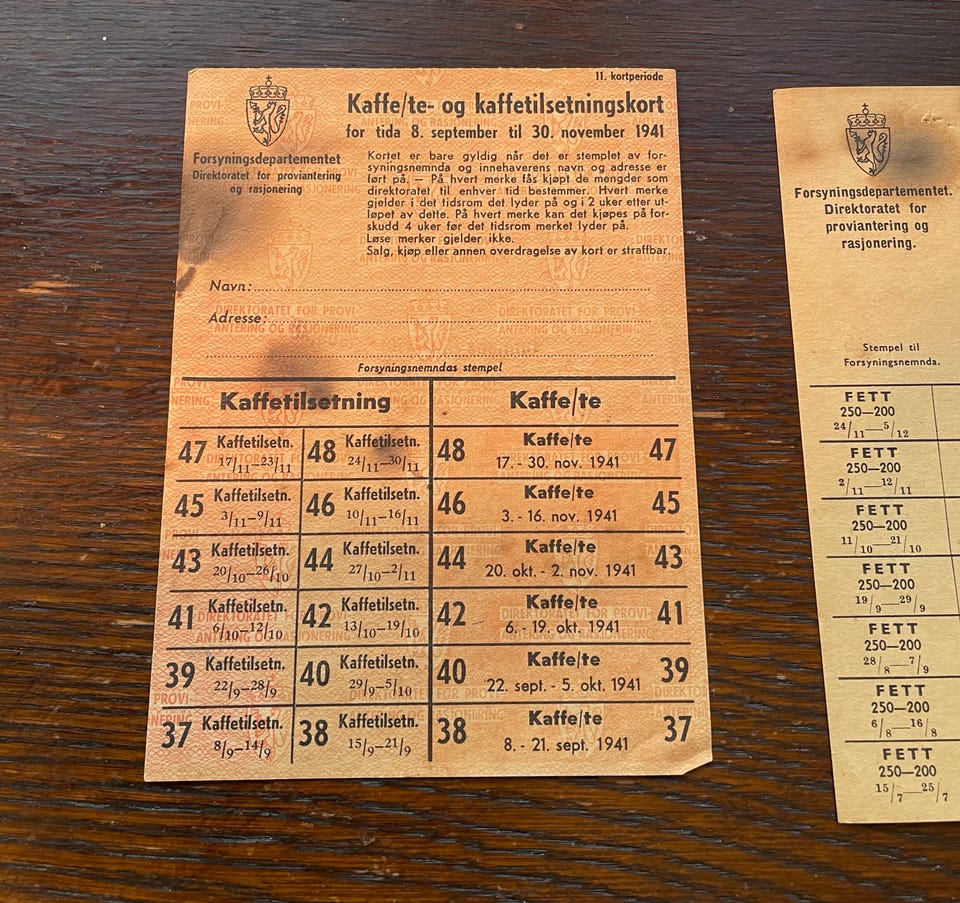 11. kortperiode
Kaffe/te- og kaffetilsetningskort
for tida 8. september til 30. november 1941
Forsyningsdepartementet
Direktoratet for proviantering
og rasjonering
Kortet er bare gyldig når det er stemplet av for-
syningsnemnda og innehaverens navn og adresse er
ført på. — På hvert merke fås kjøpt de mengder som
direktoratet til enhver tid bestemmer. Hvert merke
gjelder i det tidsrom det lyder på og i 2 uker etter ut-
løpet av dette. På hvert merke kan det kjøpes på for-
skudd 4 uker før det tidsrom merket lyder på.
Løse merker gjelder ikke.
Salg, kjøp eller annen overdragelse av kort er straffbar.
Navn:
Adresse:
Forsyningsnemndas stempel
Kaffetilsetning Kaffe/te
47 Kaffetilsetn. 17/11—23/11 48 Kaffetilsetn. 24/11—30/11 48 Kaffe/te 17. - 30. nov. 1941 47
45 Kaffetilsetn. 3/11—9/11 46 Kaffetilsetn. 10/11—16/11 46 Kaffe/te 3. - 16. nov. 1941 45
43 Kaffetilsetn. 20/10—26/10 44 Kaffetilsetn. 27/10—2/11 44 Kaffe/te 20. okt. - 2. nov. 1941 43
41 Kaffetilsetn. 6/10—12/10 42 Kaffetilsetn. 13/10—19/10 42 Kaffe/te 6. - 19. okt. 1941 41
39 Kaffetilsetn. 22/9—28/9 40 Kaffetilsetn. 29/9—5/10 40 Kaffe/te 22. sept. - 5. okt. 1941 39
37 Kaffetilsetn. 8/9—14/9 38 Kaffetilsetn. 15/9—21/9 38 Kaffe/te 8. - 21. sept. 1941 37
DIREKTORATET FOR PROVI-
ANTERING OG RASJONERING
Forsyningsdepartementet.
Direktoratet for
proviantering og
rasjonering.
Stempel til
Forsyningsnemnda.
FETT
250—200
24/11—5/12
FETT
250—200
2/11—12/11
FETT
250—200
11/10—21/10
FETT
250—200
19/9—29/9
FETT
250—200
28/8—7/9
FETT
250—200
6/8—16/8
FETT
250—200
15/7—25/7